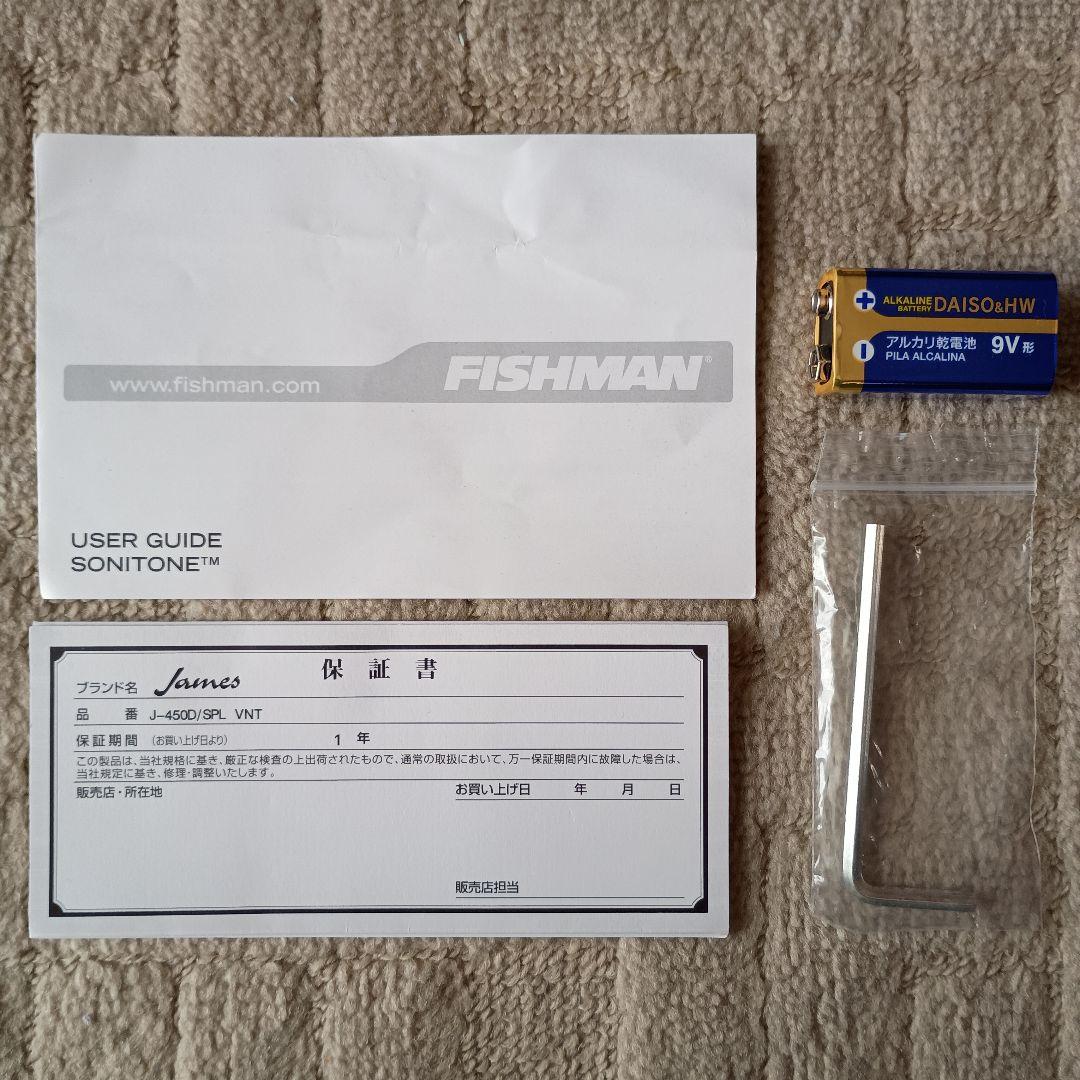 www.fishman.com FISHMAN®
USER GUIDE
SONITONE™
+ ALKALINE BATTERY DAISO&HW
- アルカリ乾電池 9V形
PILA ALCALINA
保証書
ブランド名 James
品番 J-450D/SPL VNT
保証期間 (お買い上げ日より) 1 年
この製品は、当社規格に基き、厳正な検査の上出荷されたもので、通常の取扱において、万一保証期間内に故障した場合は、
当社規定に基き、修理・調整いたします。
販売店・所在地 お買い上げ日 年 月 日
販売店担当